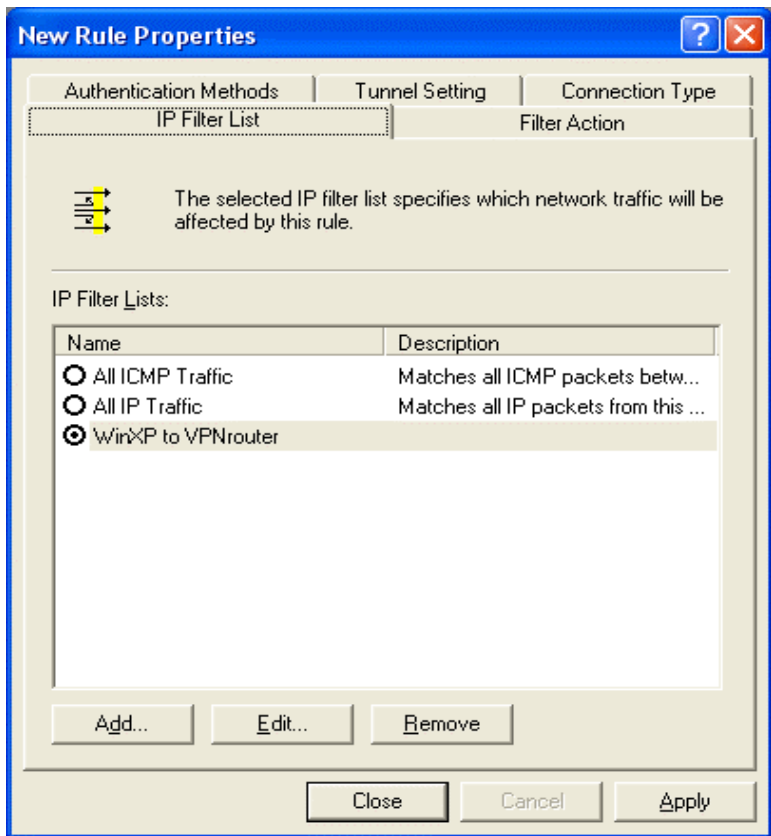 New Rule Properties
?
Authentication Methods Tunnel Setting Connection Type
IP Filter List Filter Action
The selected IP filter list specifies which network traffic will be
affected by this rule.
IP Filter Lists:
Name Description
All ICMP Traffic Matches all ICMP packets betw...
All IP Traffic Matches all IP packets from this ...
WinXP to VPNrouter
Add... Edit... Remove
Close Cancel Apply